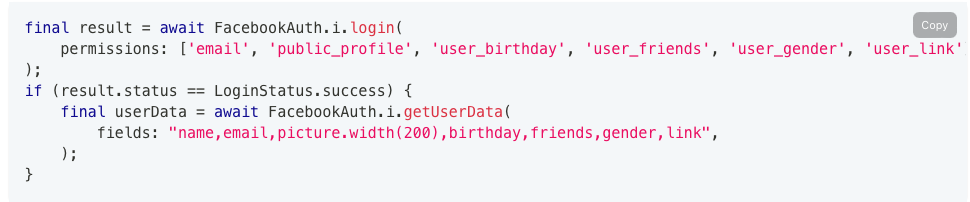 Copy
final result = await FacebookAuth.i.login(
    permissions: ['email', 'public_profile', 'user_birthday', 'user_friends', 'user_gender', 'user_link'
);
if (result.status == LoginStatus.success) {
    final userData = await FacebookAuth.i.getUserData(
        fields: "name,email,picture.width(200),birthday,friends,gender,link",
    );
}